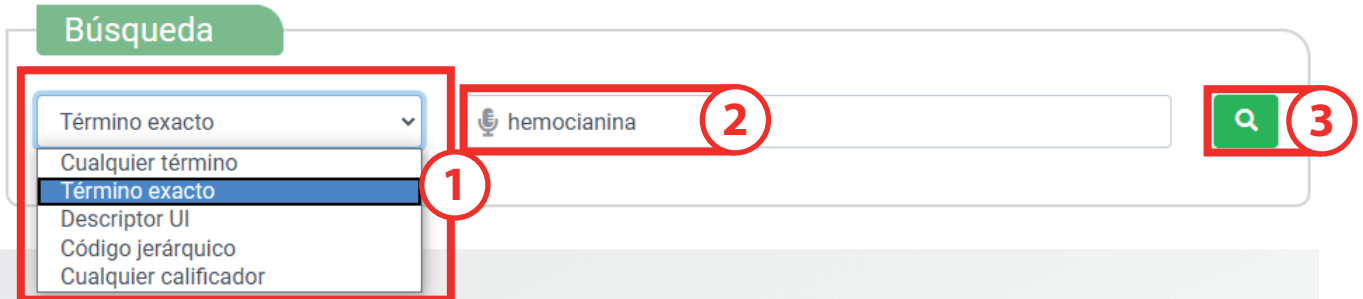 Búsqueda
Término exacto
hemocianina
2
3
Cualquier término
Término exacto
Descriptor UI
Código jerárquico
Cualquier calificador
1